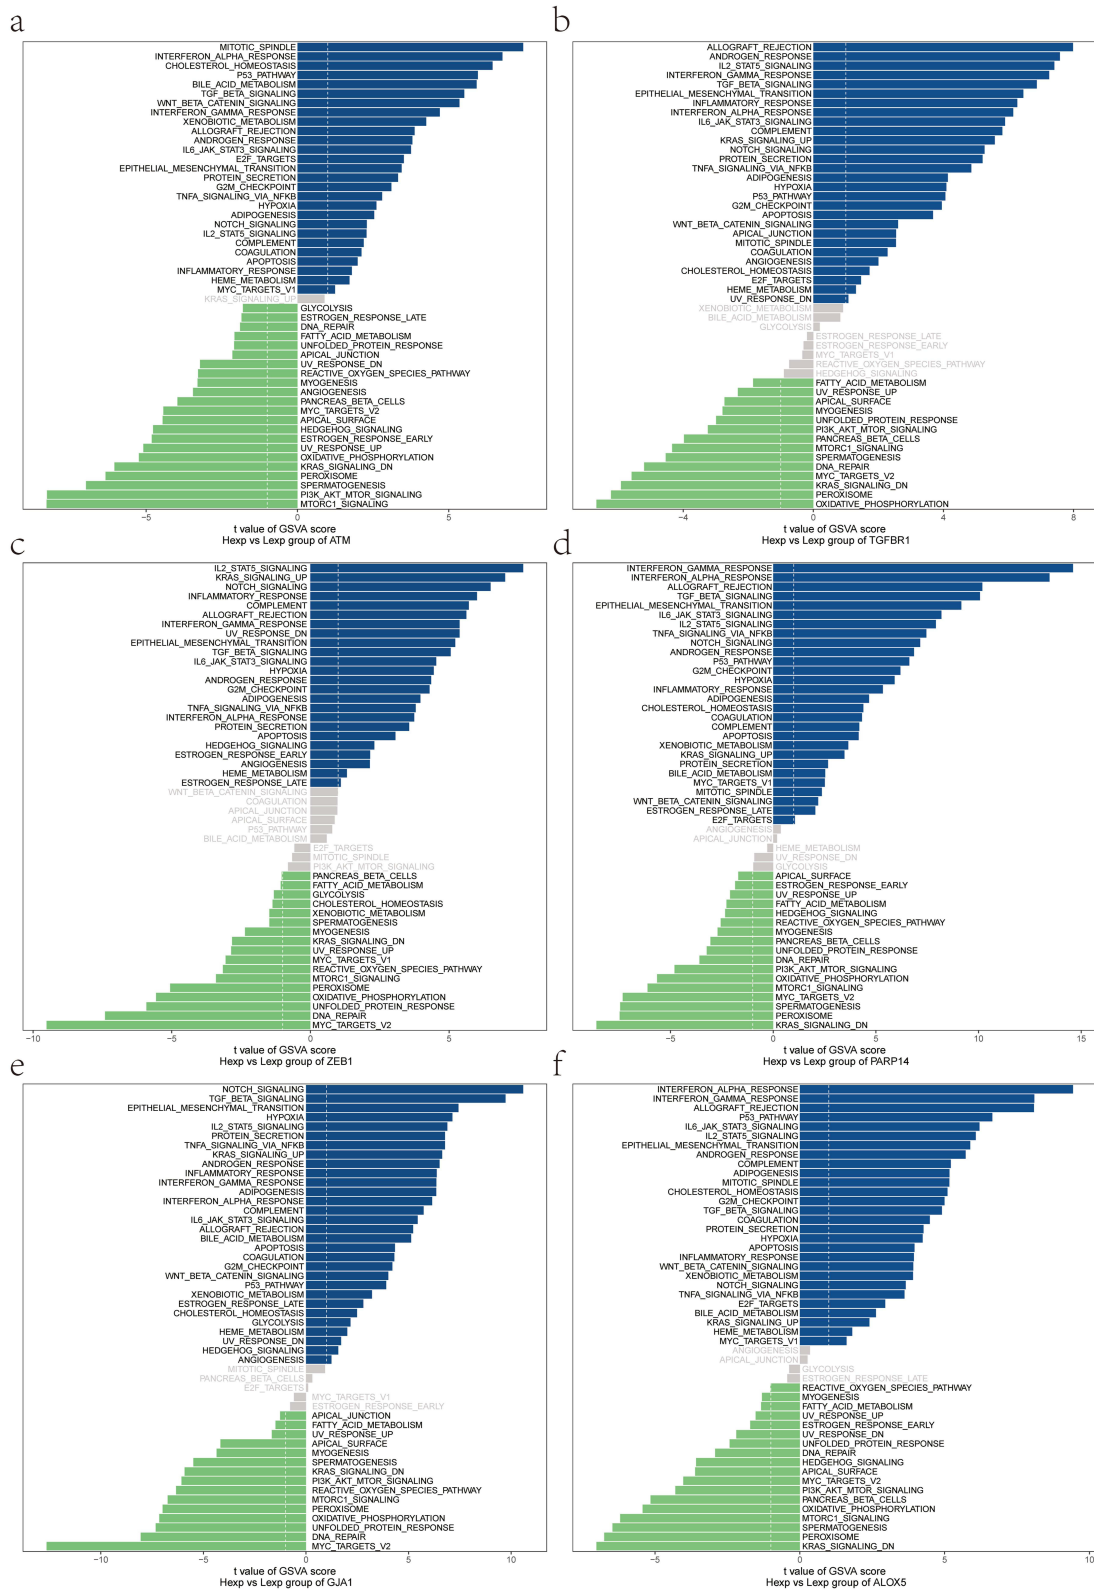 a
MITOTIC_SPINDLE
INTERFERON_ALPHA_RESPONSE
CHOLESTEROL_HOMEOSTASIS
P53_PATHWAY
BILE_ACID_METABOLISM
TGF_BETA_SIGNALING
WNT_BETA_CATENIN_SIGNALING
INTERFERON_GAMMA_RESPONSE
XENOBIOTIC_METABOLISM
ALLOGRAFT_REJECTION
ANDROGEN_RESPONSE
IL6_JAK_STAT3_SIGNALING
E2F_TARGETS
EPITHELIAL_MESENCHYMAL_TRANSITION
PROTEIN_SECRETION
G2M_CHECKPOINT
TNFA_SIGNALING_VIA_NFKB
HYPOXIA
ADIPOGENESIS
NOTCH_SIGNALING
IL2_STAT5_SIGNALING
COMPLEMENT
COAGULATION
APOPTOSIS
INFLAMMATORY_RESPONSE
HEME_METABOLISM
MYC_TARGETS_V1
KRAS_SIGNALING_UP
GLYCOLYSIS
ESTROGEN_RESPONSE_LATE
DNA_REPAIR
FATTY_ACID_METABOLISM
UNFOLDED_PROTEIN_RESPONSE
APICAL_JUNCTION
UV_RESPONSE_DN
REACTIVE_OXYGEN_SPECIES_PATHWAY
MYOGENESIS
ANGIOGENESIS
PANCREAS_BETA_CELLS
MYC_TARGETS_V2
APICAL_SURFACE
HEDGEHOG_SIGNALING
ESTROGEN_RESPONSE_EARLY
UV_RESPONSE_UP
OXIDATIVE_PHOSPHORYLATION
KRAS_SIGNALING_DN
PEROXISOME
SPERMATOGENESIS
PI3K_AKT_MTOR_SIGNALING
MTORC1_SIGNALING
-5 0 5
t value of GSVA score
Hexp vs Lexp group of ATM
b
ALLOGRAFT_REJECTION
ANDROGEN_RESPONSE
IL2_STAT5_SIGNALING
INTERFERON_GAMMA_RESPONSE
TGF_BETA_SIGNALING
EPITHELIAL_MESENCHYMAL_TRANSITION
INFLAMMATORY_RESPONSE
INTERFERON_ALPHA_RESPONSE
IL6_JAK_STAT3_SIGNALING
COMPLEMENT
KRAS_SIGNALING_UP
NOTCH_SIGNALING
PROTEIN_SECRETION
TNFA_SIGNALING_VIA_NFKB
ADIPOGENESIS
HYPOXIA
P53_PATHWAY
G2M_CHECKPOINT
APOPTOSIS
WNT_BETA_CATENIN_SIGNALING
APICAL_JUNCTION
MITOTIC_SPINDLE
COAGULATION
ANGIOGENESIS
CHOLESTEROL_HOMEOSTASIS
E2F_TARGETS
HEME_METABOLISM
UV_RESPONSE_DN
XENOBIOTIC_METABOLISM
BILE_ACID_METABOLISM
GLYCOLYSIS
ESTROGEN_RESPONSE_LATE
ESTROGEN_RESPONSE_EARLY
MYC_TARGETS_V1
REACTIVE_OXYGEN_SPECIES_PATHWAY
HEDGEHOG_SIGNALING
FATTY_ACID_METABOLISM
UV_RESPONSE_UP
APICAL_SURFACE
MYOGENESIS
UNFOLDED_PROTEIN_RESPONSE
PI3K_AKT_MTOR_SIGNALING
PANCREAS_BETA_CELLS
MTORC1_SIGNALING
SPERMATOGENESIS
DNA_REPAIR
MYC_TARGETS_V2
KRAS_SIGNALING_DN
PEROXISOME
OXIDATIVE_PHOSPHORYLATION
-4 0 4 8
t value of GSVA score
Hexp vs Lexp group of TGFBR1
c
IL2_STAT5_SIGNALING
KRAS_SIGNALING_UP
NOTCH_SIGNALING
INFLAMMATORY_RESPONSE
COMPLEMENT
ALLOGRAFT_REJECTION
INTERFERON_GAMMA_RESPONSE
UV_RESPONSE_DN
EPITHELIAL_MESENCHYMAL_TRANSITION
TGF_BETA_SIGNALING
IL6_JAK_STAT3_SIGNALING
HYPOXIA
ANDROGEN_RESPONSE
G2M_CHECKPOINT
ADIPOGENESIS
TNFA_SIGNALING_VIA_NFKB
INTERFERON_ALPHA_RESPONSE
PROTEIN_SECRETION
APOPTOSIS
HEDGEHOG_SIGNALING
ESTROGEN_RESPONSE_EARLY
ANGIOGENESIS
HEME_METABOLISM
ESTROGEN_RESPONSE_LATE
WNT_BETA_CATENIN_SIGNALING
COAGULATION
APICAL_JUNCTION
APICAL_SURFACE
P53_PATHWAY
BILE_ACID_METABOLISM
E2F_TARGETS
MITOTIC_SPINDLE
PI3K_AKT_MTOR_SIGNALING
PANCREAS_BETA_CELLS
FATTY_ACID_METABOLISM
GLYCOLYSIS
CHOLESTEROL_HOMEOSTASIS
XENOBIOTIC_METABOLISM
SPERMATOGENESIS
MYOGENESIS
KRAS_SIGNALING_DN
UV_RESPONSE_UP
MYC_TARGETS_V1
REACTIVE_OXYGEN_SPECIES_PATHWAY
MTORC1_SIGNALING
PEROXISOME
OXIDATIVE_PHOSPHORYLATION
UNFOLDED_PROTEIN_RESPONSE
DNA_REPAIR
MYC_TARGETS_V2
-10 -5 0 5
t value of GSVA score
Hexp vs Lexp group of ZEB1
d
INTERFERON_GAMMA_RESPONSE
INTERFERON_ALPHA_RESPONSE
ALLOGRAFT_REJECTION
TGF_BETA_SIGNALING
EPITHELIAL_MESENCHYMAL_TRANSITION
IL6_JAK_STAT3_SIGNALING
IL2_STAT5_SIGNALING
TNFA_SIGNALING_VIA_NFKB
NOTCH_SIGNALING
ANDROGEN_RESPONSE
P53_PATHWAY
G2M_CHECKPOINT
HYPOXIA
INFLAMMATORY_RESPONSE
ADIPOGENESIS
CHOLESTEROL_HOMEOSTASIS
COAGULATION
COMPLEMENT
APOPTOSIS
XENOBIOTIC_METABOLISM
KRAS_SIGNALING_UP
PROTEIN_SECRETION
BILE_ACID_METABOLISM
MYC_TARGETS_V1
MITOTIC_SPINDLE
WNT_BETA_CATENIN_SIGNALING
ESTROGEN_RESPONSE_LATE
E2F_TARGETS
ANGIOGENESIS
APICAL_JUNCTION
HEME_METABOLISM
UV_RESPONSE_DN
GLYCOLYSIS
APICAL_SURFACE
ESTROGEN_RESPONSE_EARLY
UV_RESPONSE_UP
FATTY_ACID_METABOLISM
HEDGEHOG_SIGNALING
REACTIVE_OXYGEN_SPECIES_PATHWAY
MYOGENESIS
PANCREAS_BETA_CELLS
UNFOLDED_PROTEIN_RESPONSE
DNA_REPAIR
PI3K_AKT_MTOR_SIGNALING
OXIDATIVE_PHOSPHORYLATION
MTORC1_SIGNALING
MYC_TARGETS_V2
SPERMATOGENESIS
PEROXISOME
KRAS_SIGNALING_DN
-5 0 5 10 15
t value of GSVA score
Hexp vs Lexp group of PARP14
e
NOTCH_SIGNALING
TGF_BETA_SIGNALING
EPITHELIAL_MESENCHYMAL_TRANSITION
HYPOXIA
IL2_STAT5_SIGNALING
PROTEIN_SECRETION
TNFA_SIGNALING_VIA_NFKB
KRAS_SIGNALING_UP
ANDROGEN_RESPONSE
INFLAMMATORY_RESPONSE
INTERFERON_GAMMA_RESPONSE
ADIPOGENESIS
INTERFERON_ALPHA_RESPONSE
COMPLEMENT
IL6_JAK_STAT3_SIGNALING
ALLOGRAFT_REJECTION
BILE_ACID_METABOLISM
APOPTOSIS
COAGULATION
G2M_CHECKPOINT
WNT_BETA_CATENIN_SIGNALING
P53_PATHWAY
XENOBIOTIC_METABOLISM
ESTROGEN_RESPONSE_LATE
CHOLESTEROL_HOMEOSTASIS
GLYCOLYSIS
HEME_METABOLISM
UV_RESPONSE_DN
HEDGEHOG_SIGNALING
ANGIOGENESIS
MITOTIC_SPINDLE
PANCREAS_BETA_CELLS
E2F_TARGETS
MYC_TARGETS_V1
ESTROGEN_RESPONSE_EARLY
APICAL_JUNCTION
FATTY_ACID_METABOLISM
UV_RESPONSE_UP
APICAL_SURFACE
MYOGENESIS
SPERMATOGENESIS
KRAS_SIGNALING_DN
PI3K_AKT_MTOR_SIGNALING
REACTIVE_OXYGEN_SPECIES_PATHWAY
MTORC1_SIGNALING
PEROXISOME
OXIDATIVE_PHOSPHORYLATION
UNFOLDED_PROTEIN_RESPONSE
DNA_REPAIR
MYC_TARGETS_V2
-10 -5 0 5 10
t value of GSVA score
Hexp vs Lexp group of GJA1
f
INTERFERON_ALPHA_RESPONSE
INTERFERON_GAMMA_RESPONSE
ALLOGRAFT_REJECTION
P53_PATHWAY
IL6_JAK_STAT3_SIGNALING
IL2_STAT5_SIGNALING
EPITHELIAL_MESENCHYMAL_TRANSITION
ANDROGEN_RESPONSE
COMPLEMENT
ADIPOGENESIS
MITOTIC_SPINDLE
CHOLESTEROL_HOMEOSTASIS
G2M_CHECKPOINT
TGF_BETA_SIGNALING
COAGULATION
PROTEIN_SECRETION
HYPOXIA
APOPTOSIS
INFLAMMATORY_RESPONSE
WNT_BETA_CATENIN_SIGNALING
XENOBIOTIC_METABOLISM
NOTCH_SIGNALING
TNFA_SIGNALING_VIA_NFKB
E2F_TARGETS
BILE_ACID_METABOLISM
KRAS_SIGNALING_UP
HEME_METABOLISM
MYC_TARGETS_V1
ANGIOGENESIS
APICAL_JUNCTION
GLYCOLYSIS
ESTROGEN_RESPONSE_LATE
REACTIVE_OXYGEN_SPECIES_PATHWAY
MYOGENESIS
FATTY_ACID_METABOLISM
UV_RESPONSE_UP
ESTROGEN_RESPONSE_EARLY
UV_RESPONSE_DN
UNFOLDED_PROTEIN_RESPONSE
DNA_REPAIR
HEDGEHOG_SIGNALING
APICAL_SURFACE
MYC_TARGETS_V2
PI3K_AKT_MTOR_SIGNALING
PANCREAS_BETA_CELLS
OXIDATIVE_PHOSPHORYLATION
MTORC1_SIGNALING
SPERMATOGENESIS
PEROXISOME
KRAS_SIGNALING_DN
-5 0 5 10
t value of GSVA score
Hexp vs Lexp group of ALOX5